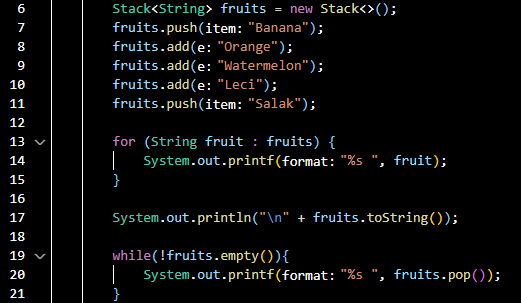 6 Stack<String> fruits = new Stack<>();
7 fruits.push(item: "Banana");
8 fruits.add(e: "Orange");
9 fruits.add(e: "Watermelon");
10 fruits.add(e: "Leci");
11 fruits.push(item: "Salak");
12
13 for (String fruit : fruits) {
14 System.out.printf(format: "%s ", fruit);
15 }
16
17 System.out.println("\n" + fruits.toString());
18
19 while(!fruits.empty()){
20 System.out.printf(format: "%s ", fruits.pop());
21 }